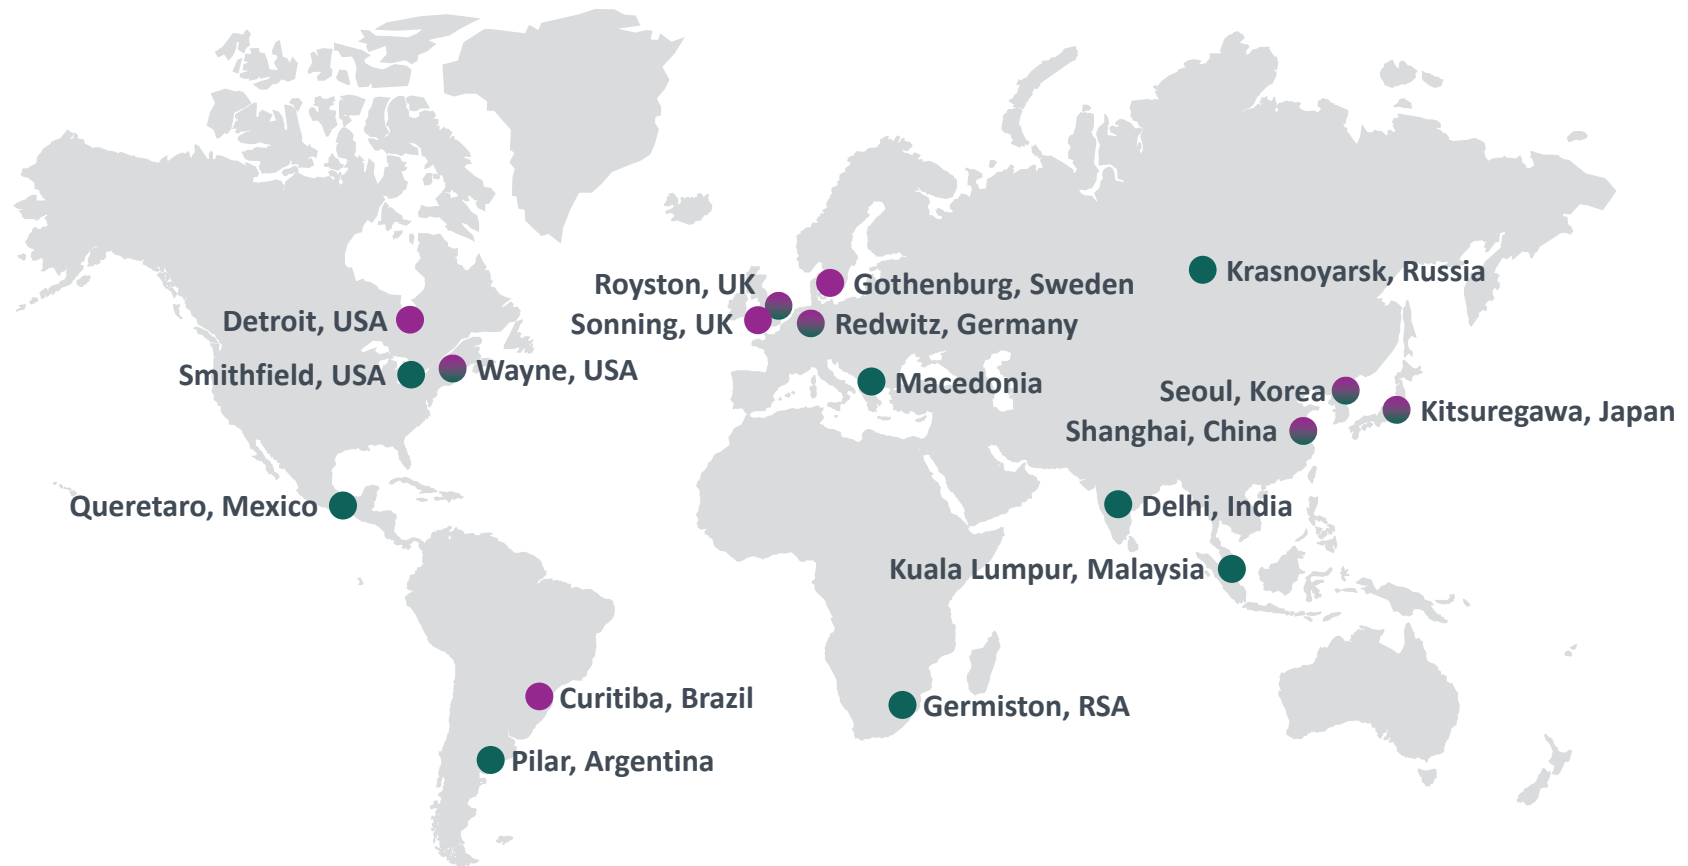 Krasnoyarsk, Russia
Royston, UK
Gothenburg, Sweden
Detroit, USA
Sonning, UK
Redwitz, Germany
Smithfield, USA
Wayne, USA
Macedonia
Seoul, Korea
Kitsuregawa, Japan
Shanghai, China
Queretaro, Mexico
Delhi, India
Kuala Lumpur, Malaysia
Curitiba, Brazil
Germiston, RSA
Pilar, Argentina